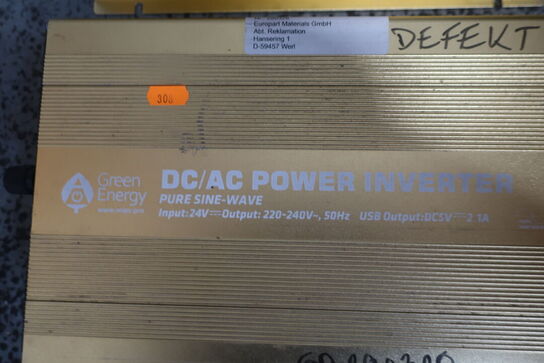 Europart Materials GmbH
Abt. Reklamation
Hansering 1
D-59457 Werl
DEFEKT
308
Green
Energy
DC/AC POWER INVERTER
PURE SINE-WAVE
Input:24V⎓Output: 220-240V~, 50Hz USB Output:DC5V⎓2.1A